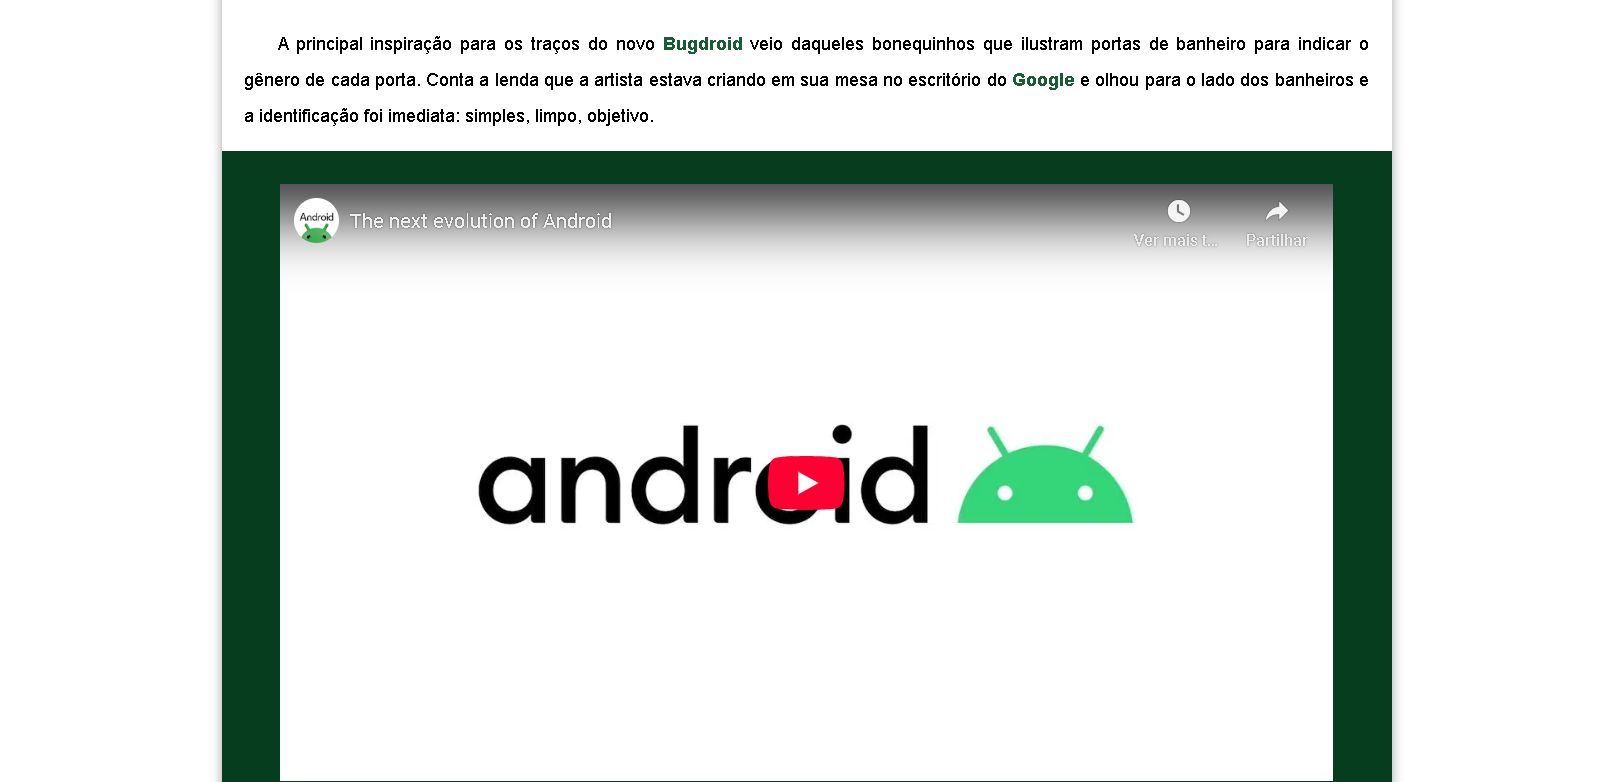 A principal inspiração para os traços do novo Bugdroid veio daqueles bonequinhos que ilustram portas de banheiro para indicar o
gênero de cada porta. Conta a lenda que a artista estava criando em sua mesa no escritório do Google e olhou para o lado dos banheiros e
a identificação foi imediata: simples, limpo, objetivo.
Android
The next evolution of Android
Ver mais t...
Partilhar
android